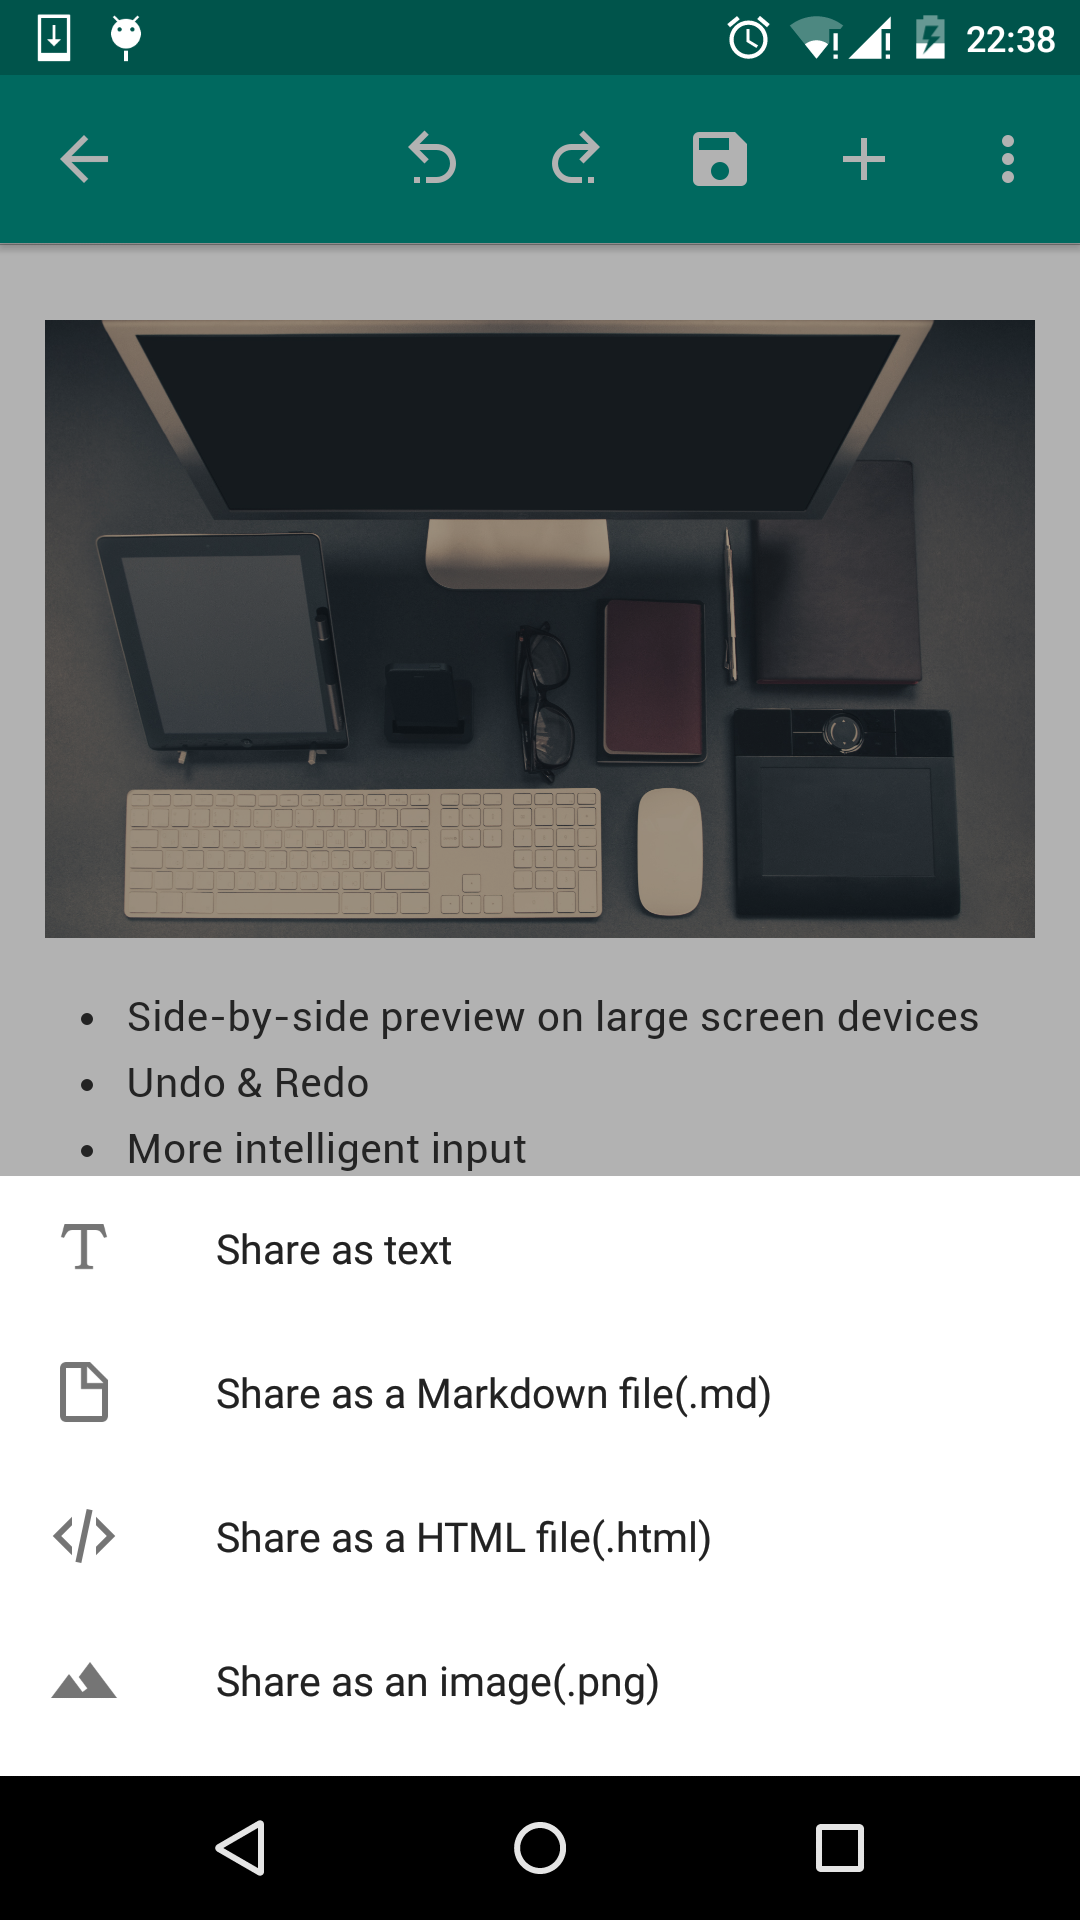 22:38
Side-by-side preview on large screen devices
Undo & Redo
More intelligent input
Share as text
Share as a Markdown file(.md)
Share as a HTML file(.html)
Share as an image(.png)